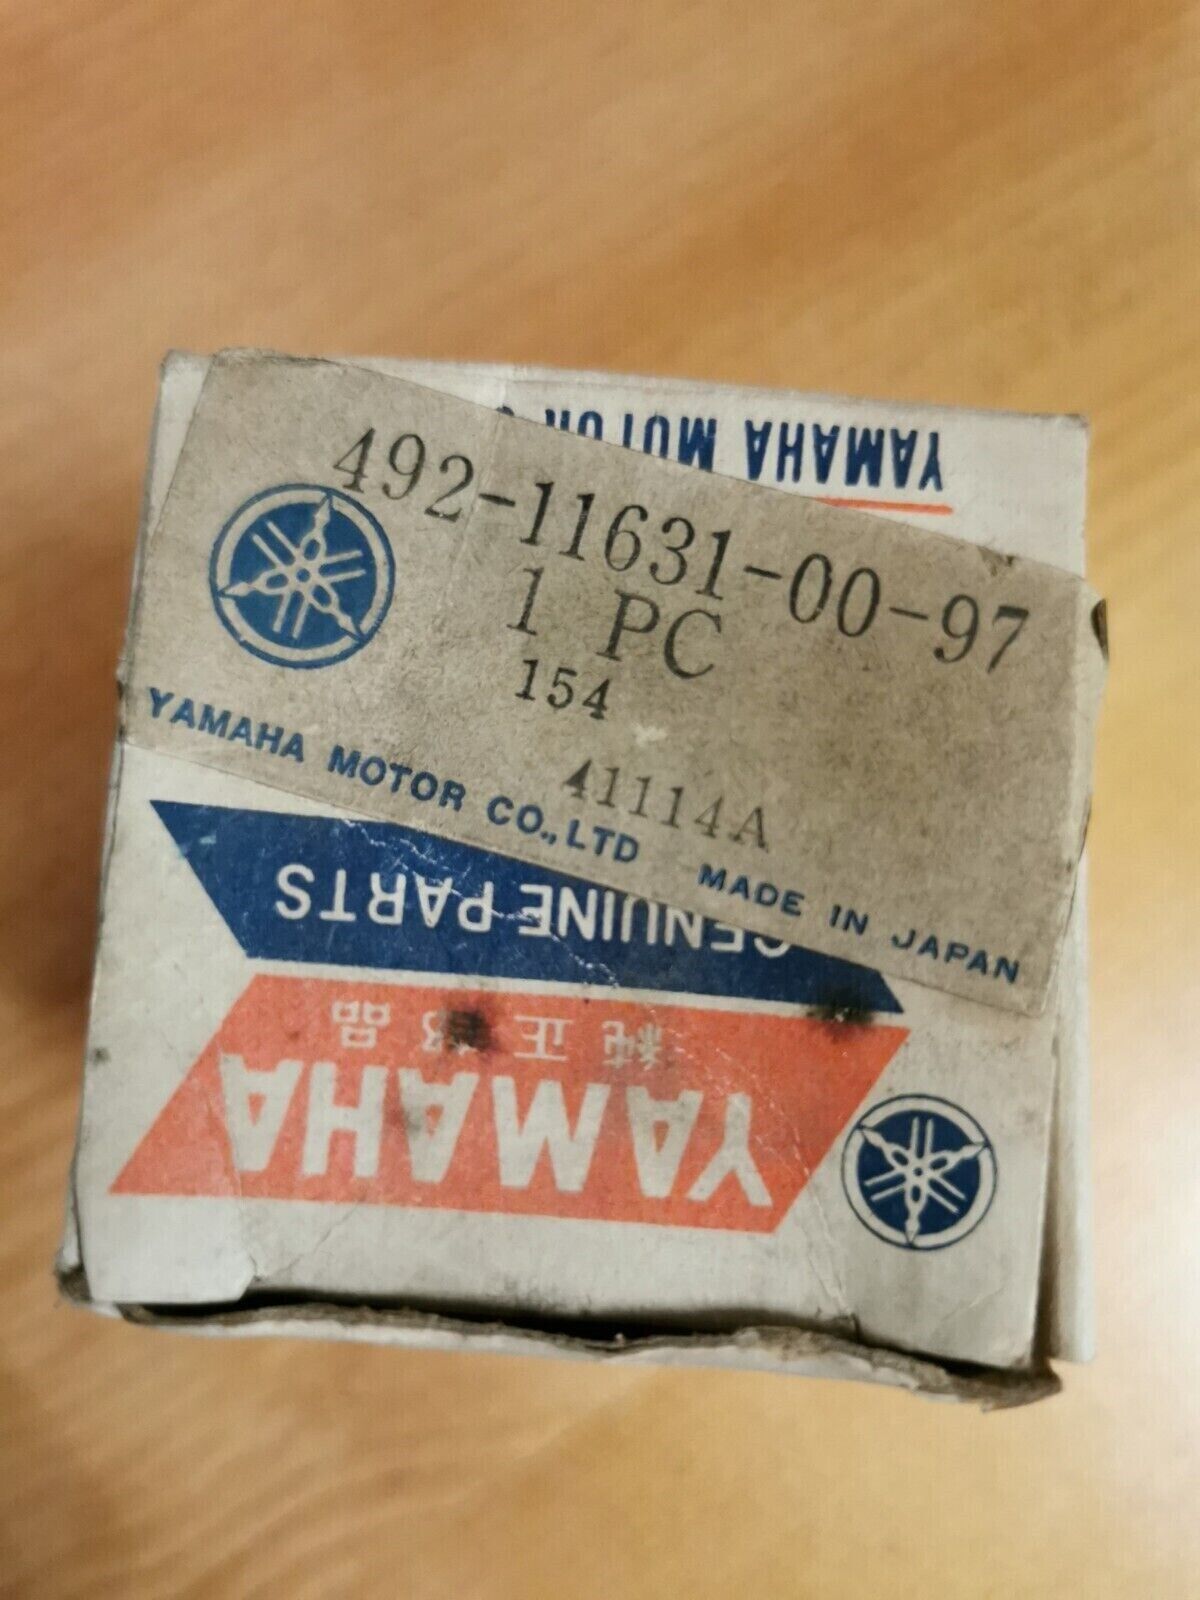 492-11631-00-97
1 PC
154
41114A
YAMAHA MOTOR CO., LTD MADE IN JAPAN
YAMAHA MOTOR
GENUINE PARTS
純正部品
YAMAHA